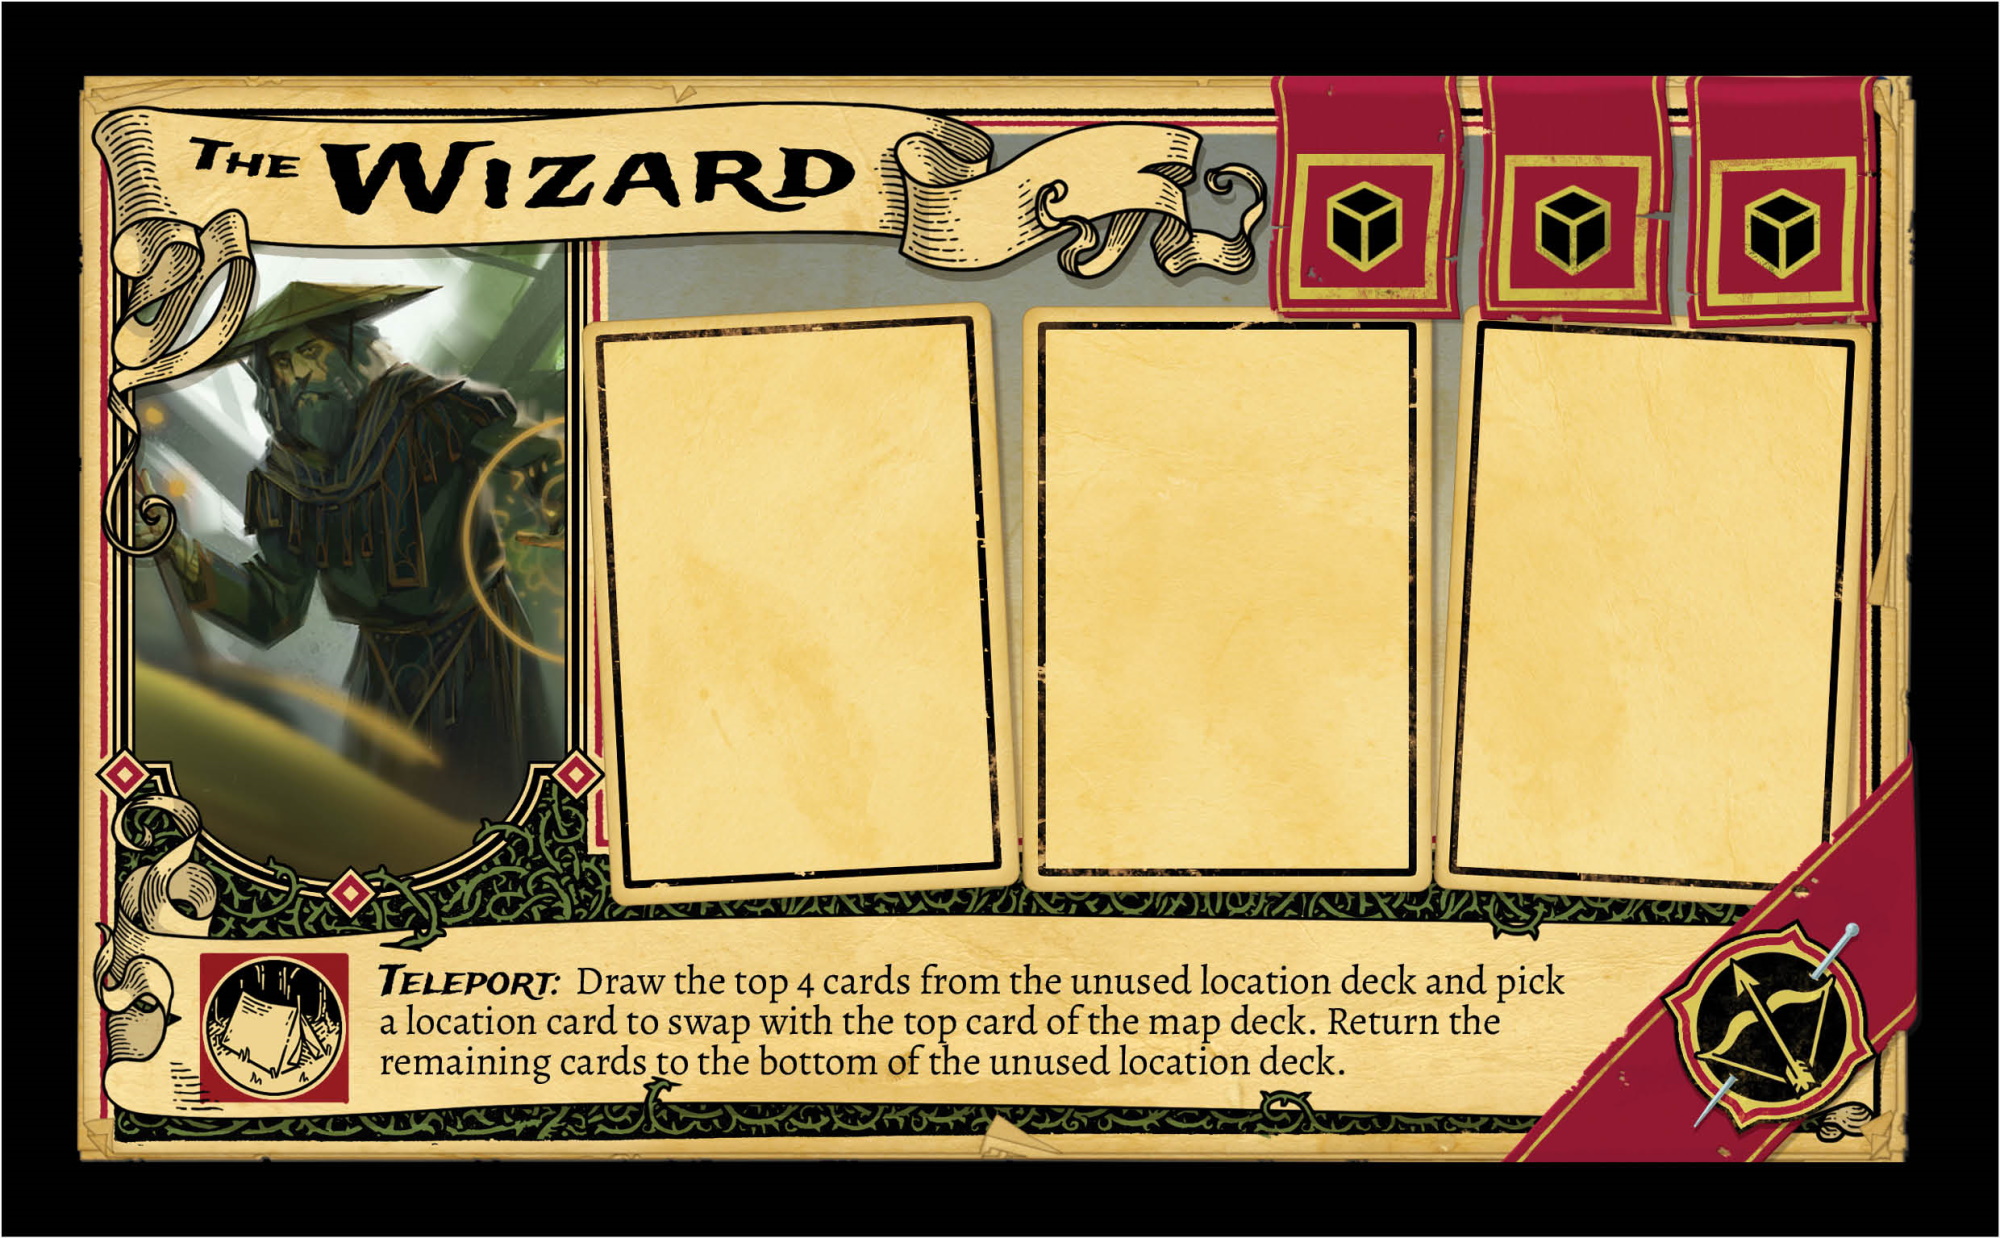 The Wizard
Teleport: Draw the top 4 cards from the unused location deck and pick
a location card to swap with the top card of the map deck. Return the
remaining cards to the bottom of the unused location deck.